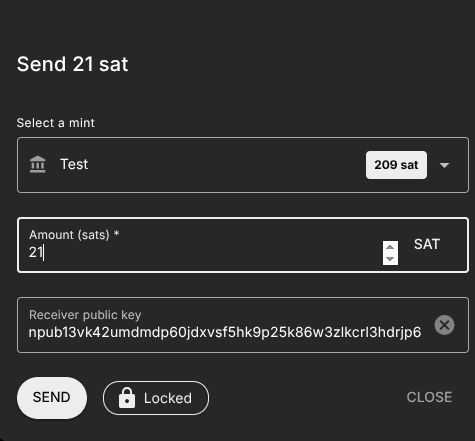 Send 21 sat
Select a mint
Test 209 sat
Amount (sats) *
21 SAT
Receiver public key
npub13vk42umdmdp60jdxvsf5hk9p25k86w3zlkcrl3hdrjp6
SEND Locked CLOSE